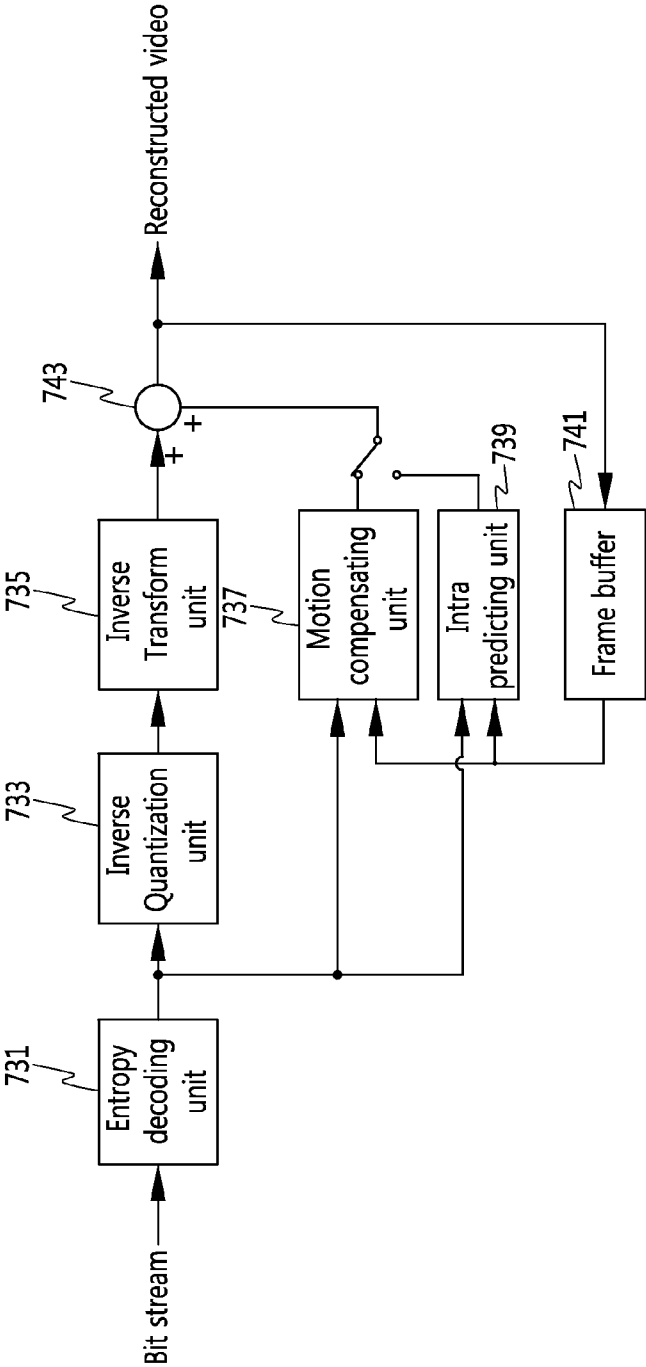 Bit stream
731
Entropy
decoding
unit
733
Inverse
Quantization
unit
735
Inverse
Transform
unit
743
+
+
Reconstructed video
737
Motion
compensating
unit
739
Intra
predicting unit
741
Frame buffer